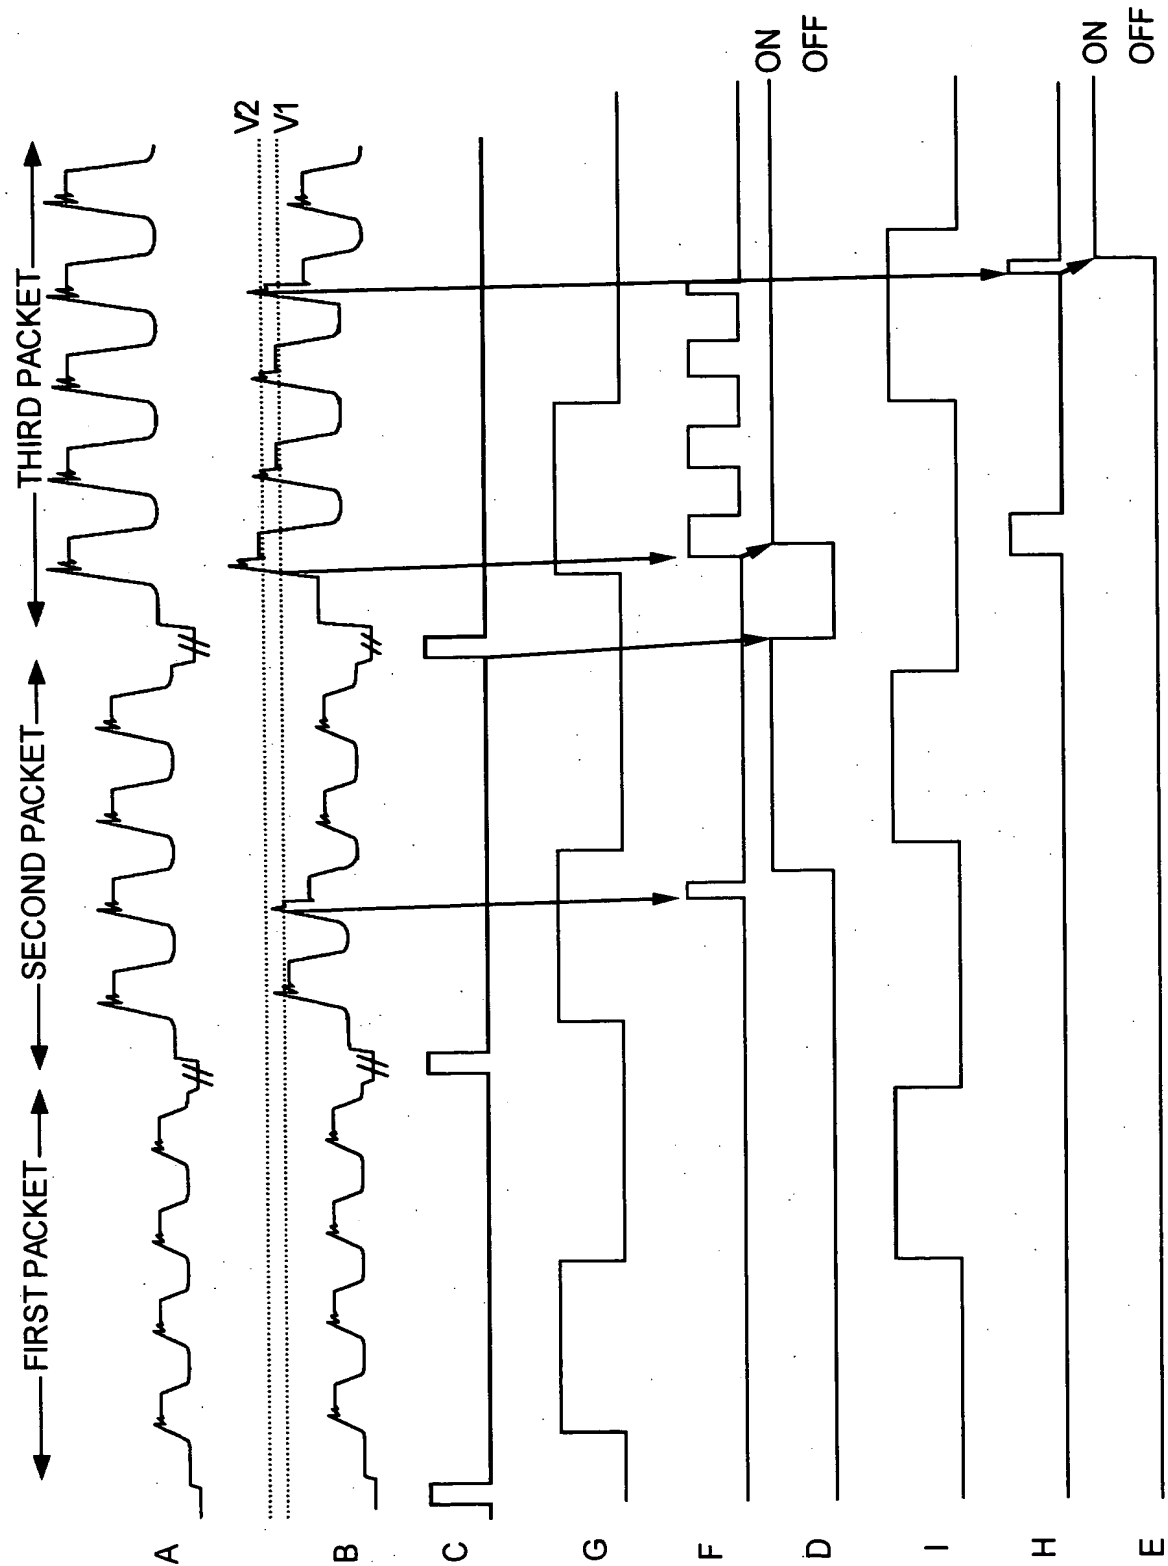 FIRST PACKET
SECOND PACKET
THIRD PACKET
A
V2
V1
B
C
G
F
ON
OFF
D
I
H
ON
OFF
E